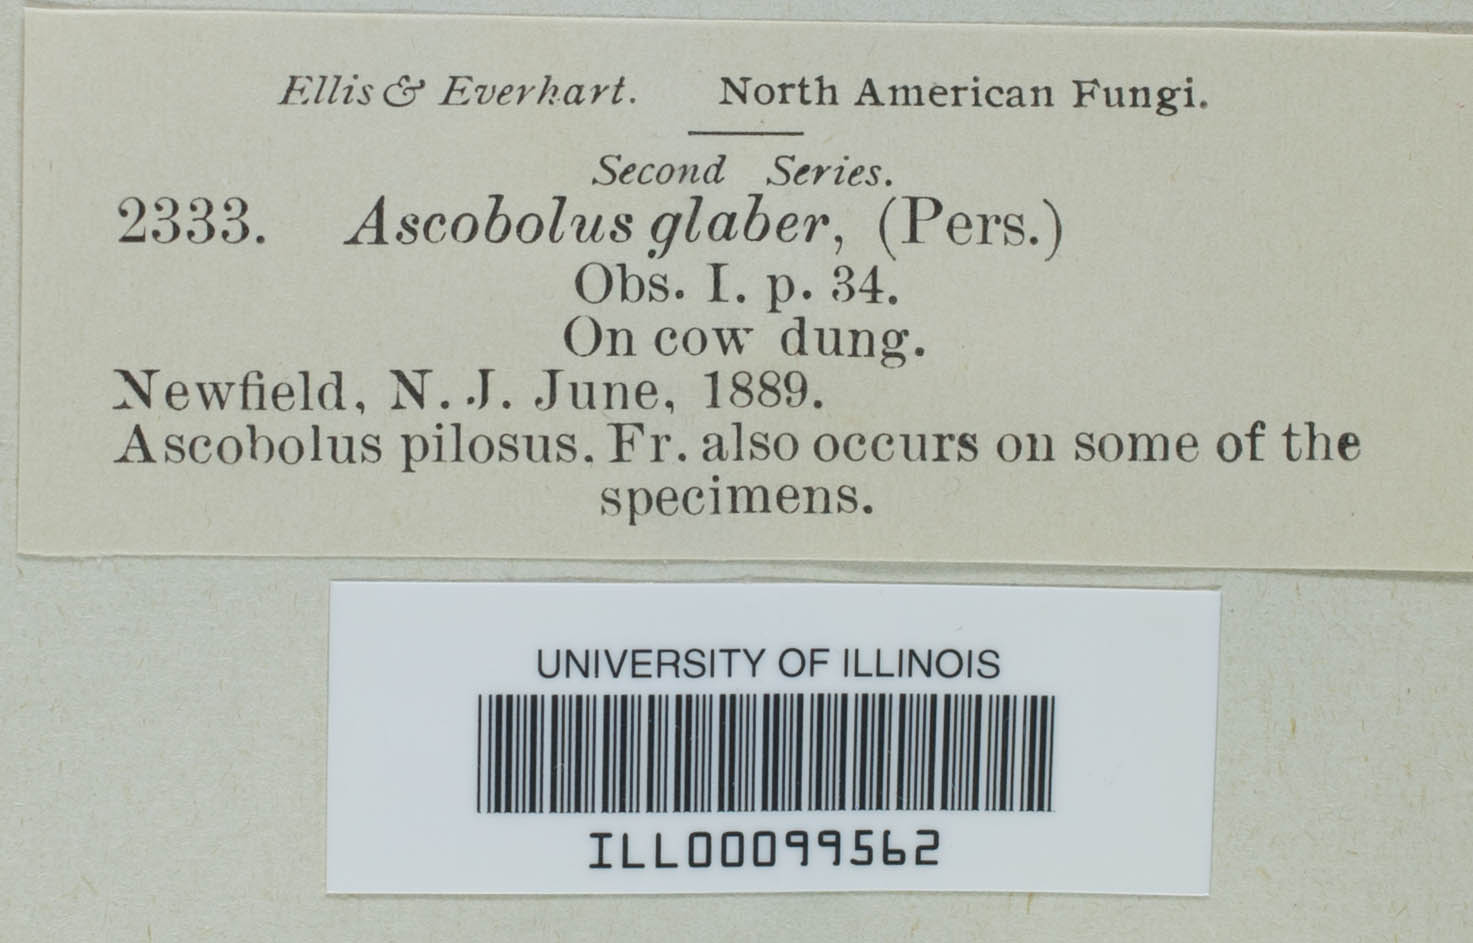 Ellis & Everhart. North American Fungi.
Second Series.
2333. Ascobolus glaber, (Pers.)
Obs. I. p. 34.
On cow dung.
Newfield, N. J. June, 1889.
Ascobolus pilosus. Fr. also occurs on some of the
specimens.
UNIVERSITY OF ILLINOIS
ILL00099562